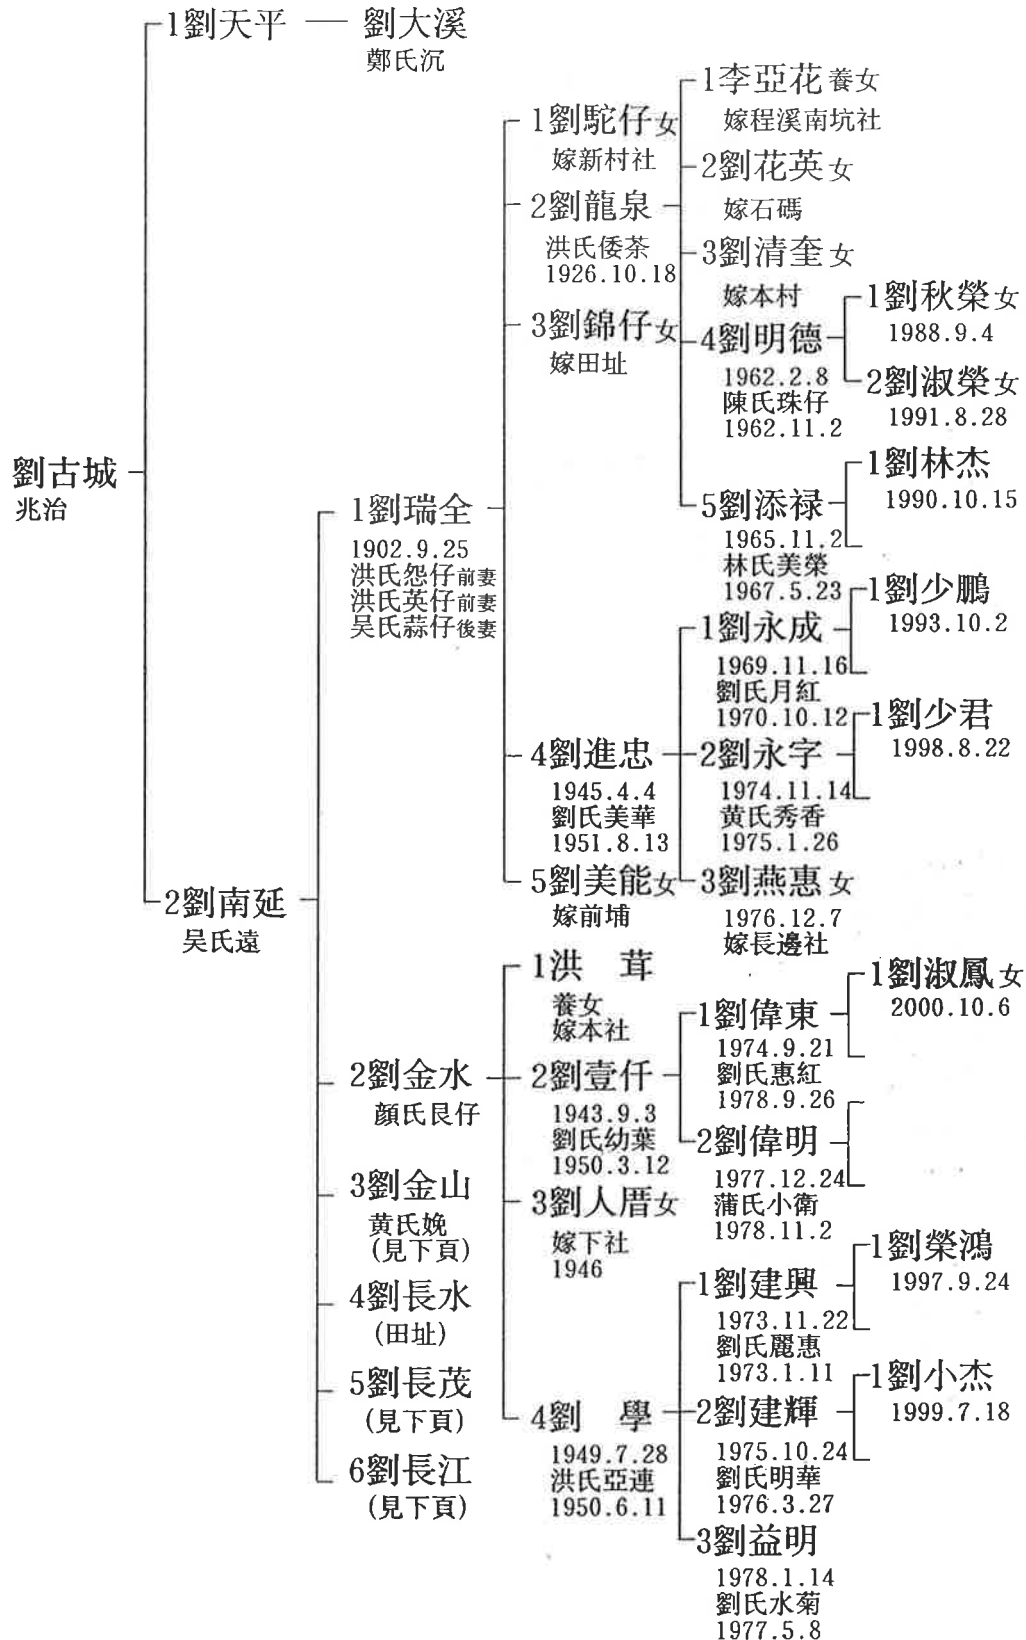 劉古城
兆治
1劉天平
劉大溪
鄭氏沉
2劉南延
吴氏遠
1劉瑞全
1902.9.25
洪氏怨仔前妻
洪氏英仔前妻
吴氏蒜仔後妻
2劉金水
顔氏艮仔
3劉金山
黄氏娩
(見下頁)
4劉長水
(田址)
5劉長茂
(見下頁)
6劉長江
(見下頁)
1劉駝仔女
嫁新村社
2劉龍泉
洪氏倭茶
1926.10.18
3劉錦仔女
嫁田址
4劉進忠
1945.4.4
劉氏美華
1951.8.13
5劉美能女
嫁前埔
1洪 茸
養女
嫁本社
2劉壹仟
1943.9.3
劉氏幼葉
1950.3.12
3劉人厝女
嫁下社
1946
4劉 學
1949.7.28
洪氏亞連
1950.6.11
1李亞花養女
嫁程溪南坑社
2劉花英女
嫁石碼
3劉清奎女
嫁本村
4劉明德
1962.2.8
陳氏珠仔
1962.11.2
5劉添禄
1965.11.2
林氏美榮
1967.5.23
1劉永成
1969.11.16
劉氏月紅
1970.10.12
2劉永字
1974.11.14
黄氏秀香
1975.1.26
3劉燕惠女
1976.12.7
嫁長邊社
1劉偉東
1974.9.21
劉氏惠紅
1978.9.26
2劉偉明
1977.12.24
蒲氏小衛
1978.11.2
1劉建興
1973.11.22
劉氏麗惠
1973.1.11
2劉建輝
1975.10.24
劉氏明華
1976.3.27
3劉益明
1978.1.14
劉氏水菊
1977.5.8
1劉秋榮女
1988.9.4
2劉淑榮女
1991.8.28
1劉林杰
1990.10.15
1劉少鵬
1993.10.2
1劉少君
1998.8.22
1劉淑鳳女
2000.10.6
1劉榮鴻
1997.9.24
1劉小杰
1999.7.18